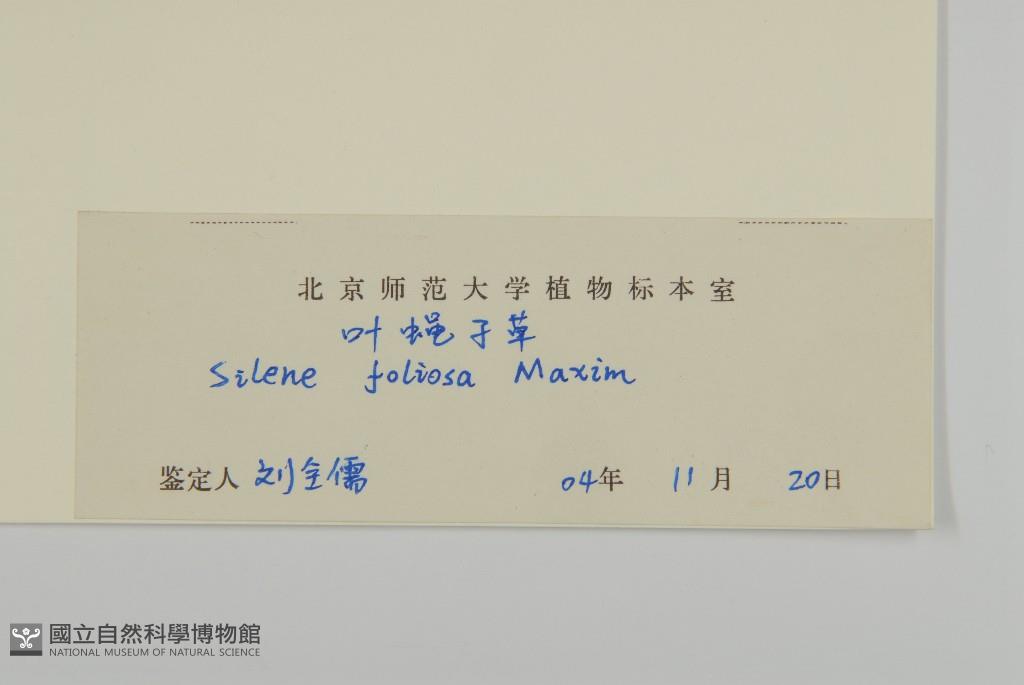 北京师范大学植物标本室
叶蝇子草
Silene foliosa Maxim
鉴定人 刘全儒 04年 11月 20日
國立自然科學博物館
NATIONAL MUSEUM OF NATURAL SCIENCE